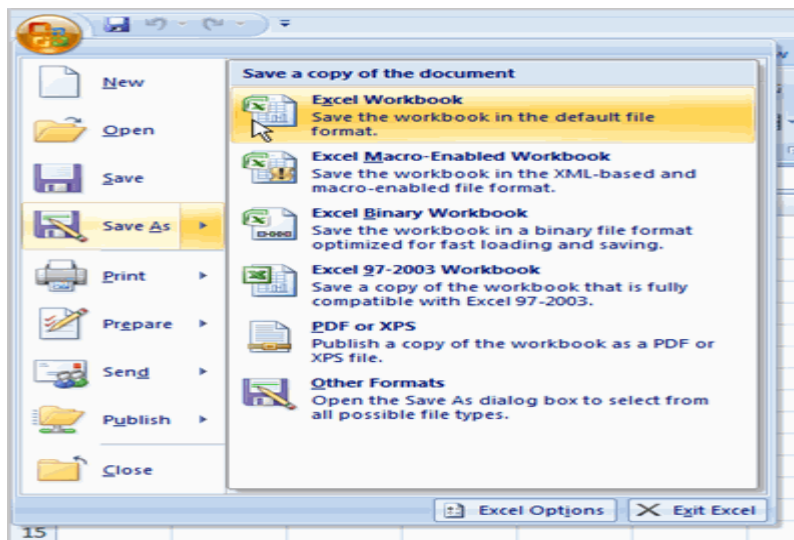 New
Open
Save
Save As
Print
Prepare
Send
Publish
Close
Save a copy of the document
Excel Workbook
Save the workbook in the default file
format.
Excel Macro-Enabled Workbook
Save the workbook in the XML-based and
macro-enabled file format.
Excel Binary Workbook
Save the workbook in a binary file format
optimized for fast loading and saving.
Excel 97-2003 Workbook
Save a copy of the workbook that is fully
compatible with Excel 97-2003.
PDF or XPS
Publish a copy of the workbook as a PDF or
XPS file.
Other Formats
Open the Save As dialog box to select from
all possible file types.
Excel Options
Exit Excel
15